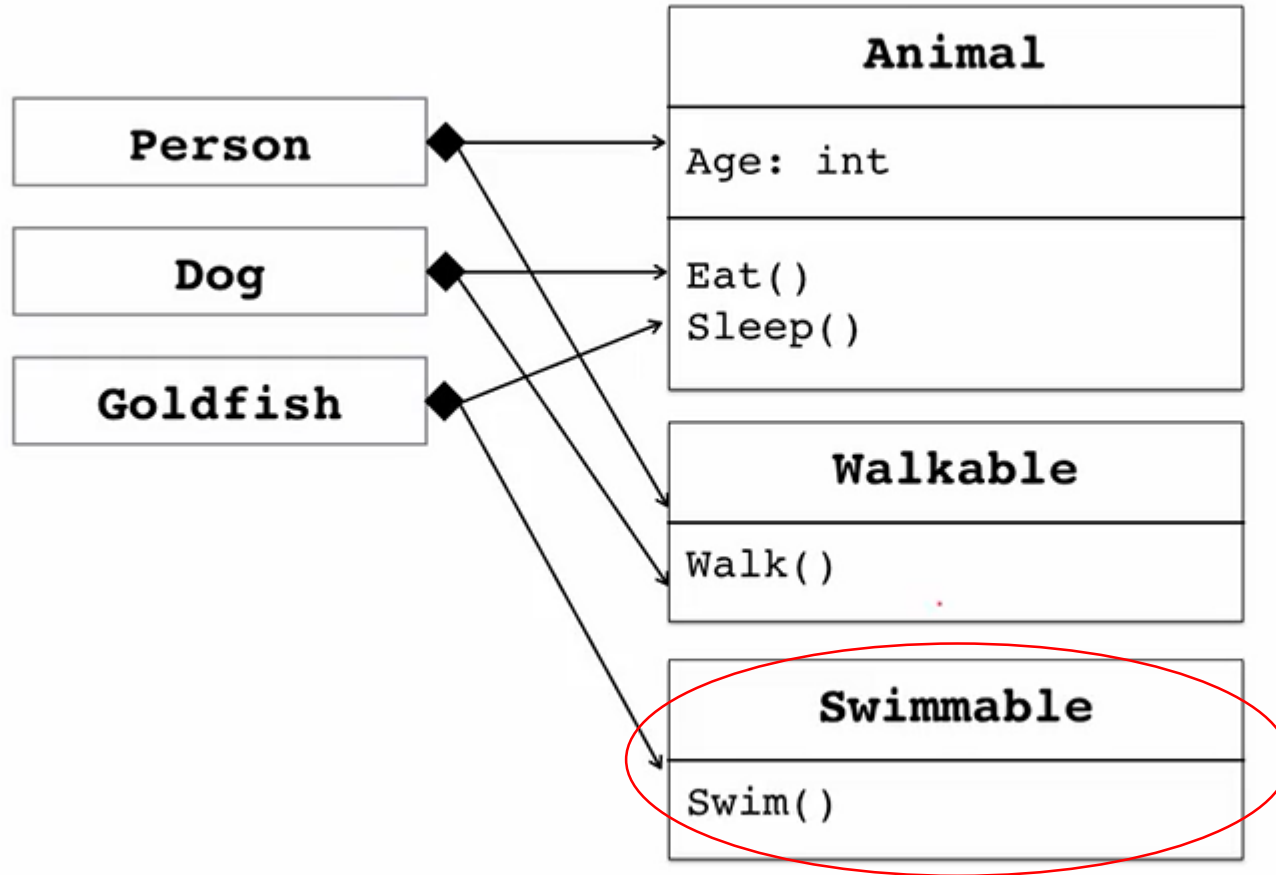 Person
Dog
Goldfish
Animal
Age: int
Eat()
Sleep()
Walkable
Walk()
Swimmable
Swim()